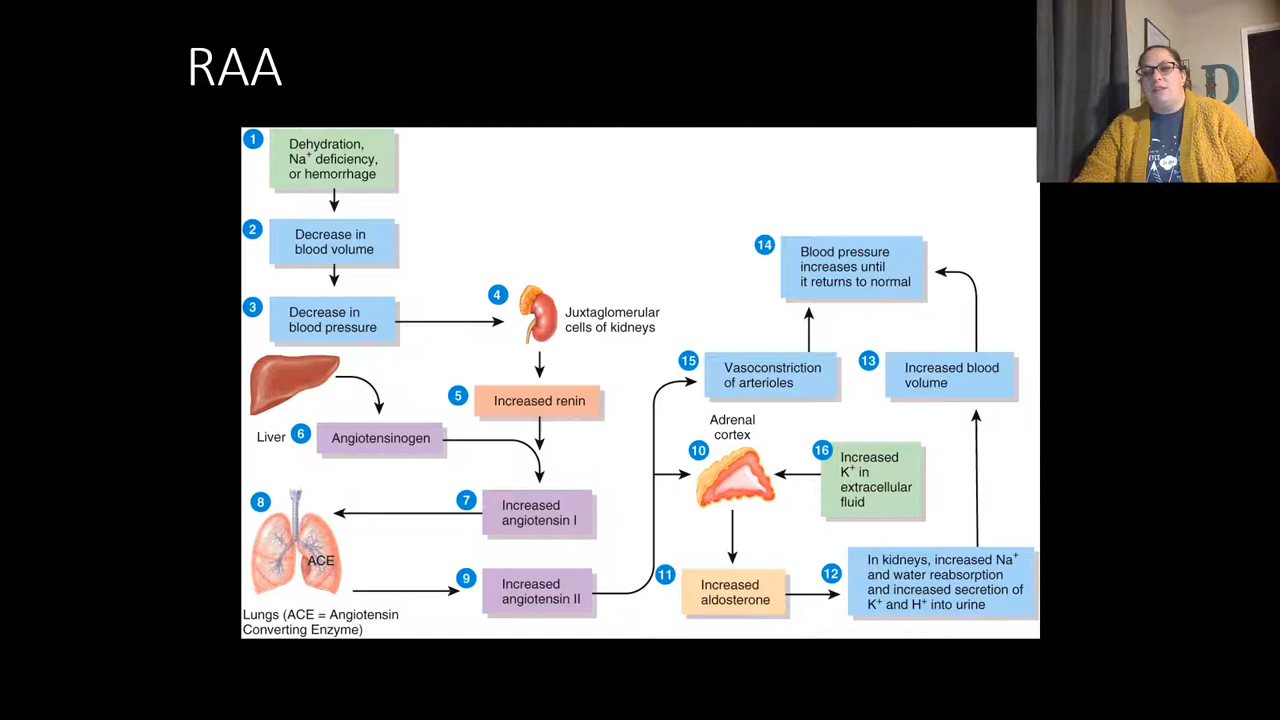 RAA
1
Dehydration,
Na+ deficiency,
or hemorrhage
2
Decrease in
blood volume
3
Decrease in
blood pressure
4
Juxtaglomerular
cells of kidneys
5
Increased renin
Liver
6
Angiotensinogen
7
Increased
angiotensin I
8
ACE
Lungs (ACE = Angiotensin
Converting Enzyme)
9
Increased
angiotensin II
Adrenal
cortex
10
11
Increased
aldosterone
12
In kidneys, increased Na+
and water reabsorption
and increased secretion of
K+ and H+ into urine
13
Increased blood
volume
14
Blood pressure
increases until
it returns to normal
15
Vasoconstriction
of arterioles
16
Increased
K+ in
extracellular
fluid
D